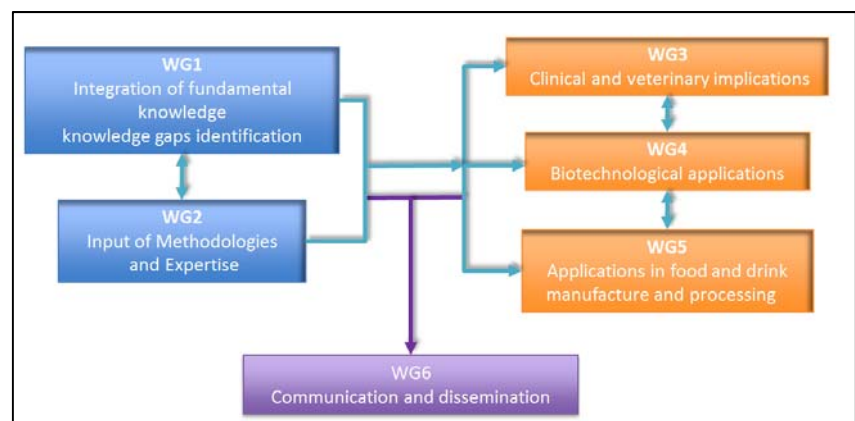 WG1
Integration of fundamental
knowledge
knowledge gaps identification
WG2
Input of Methodologies
and Expertise
WG3
Clinical and veterinary implications
WG4
Biotechnological applications
WG5
Applications in food and drink
manufacture and processing
WG6
Communication and dissemination